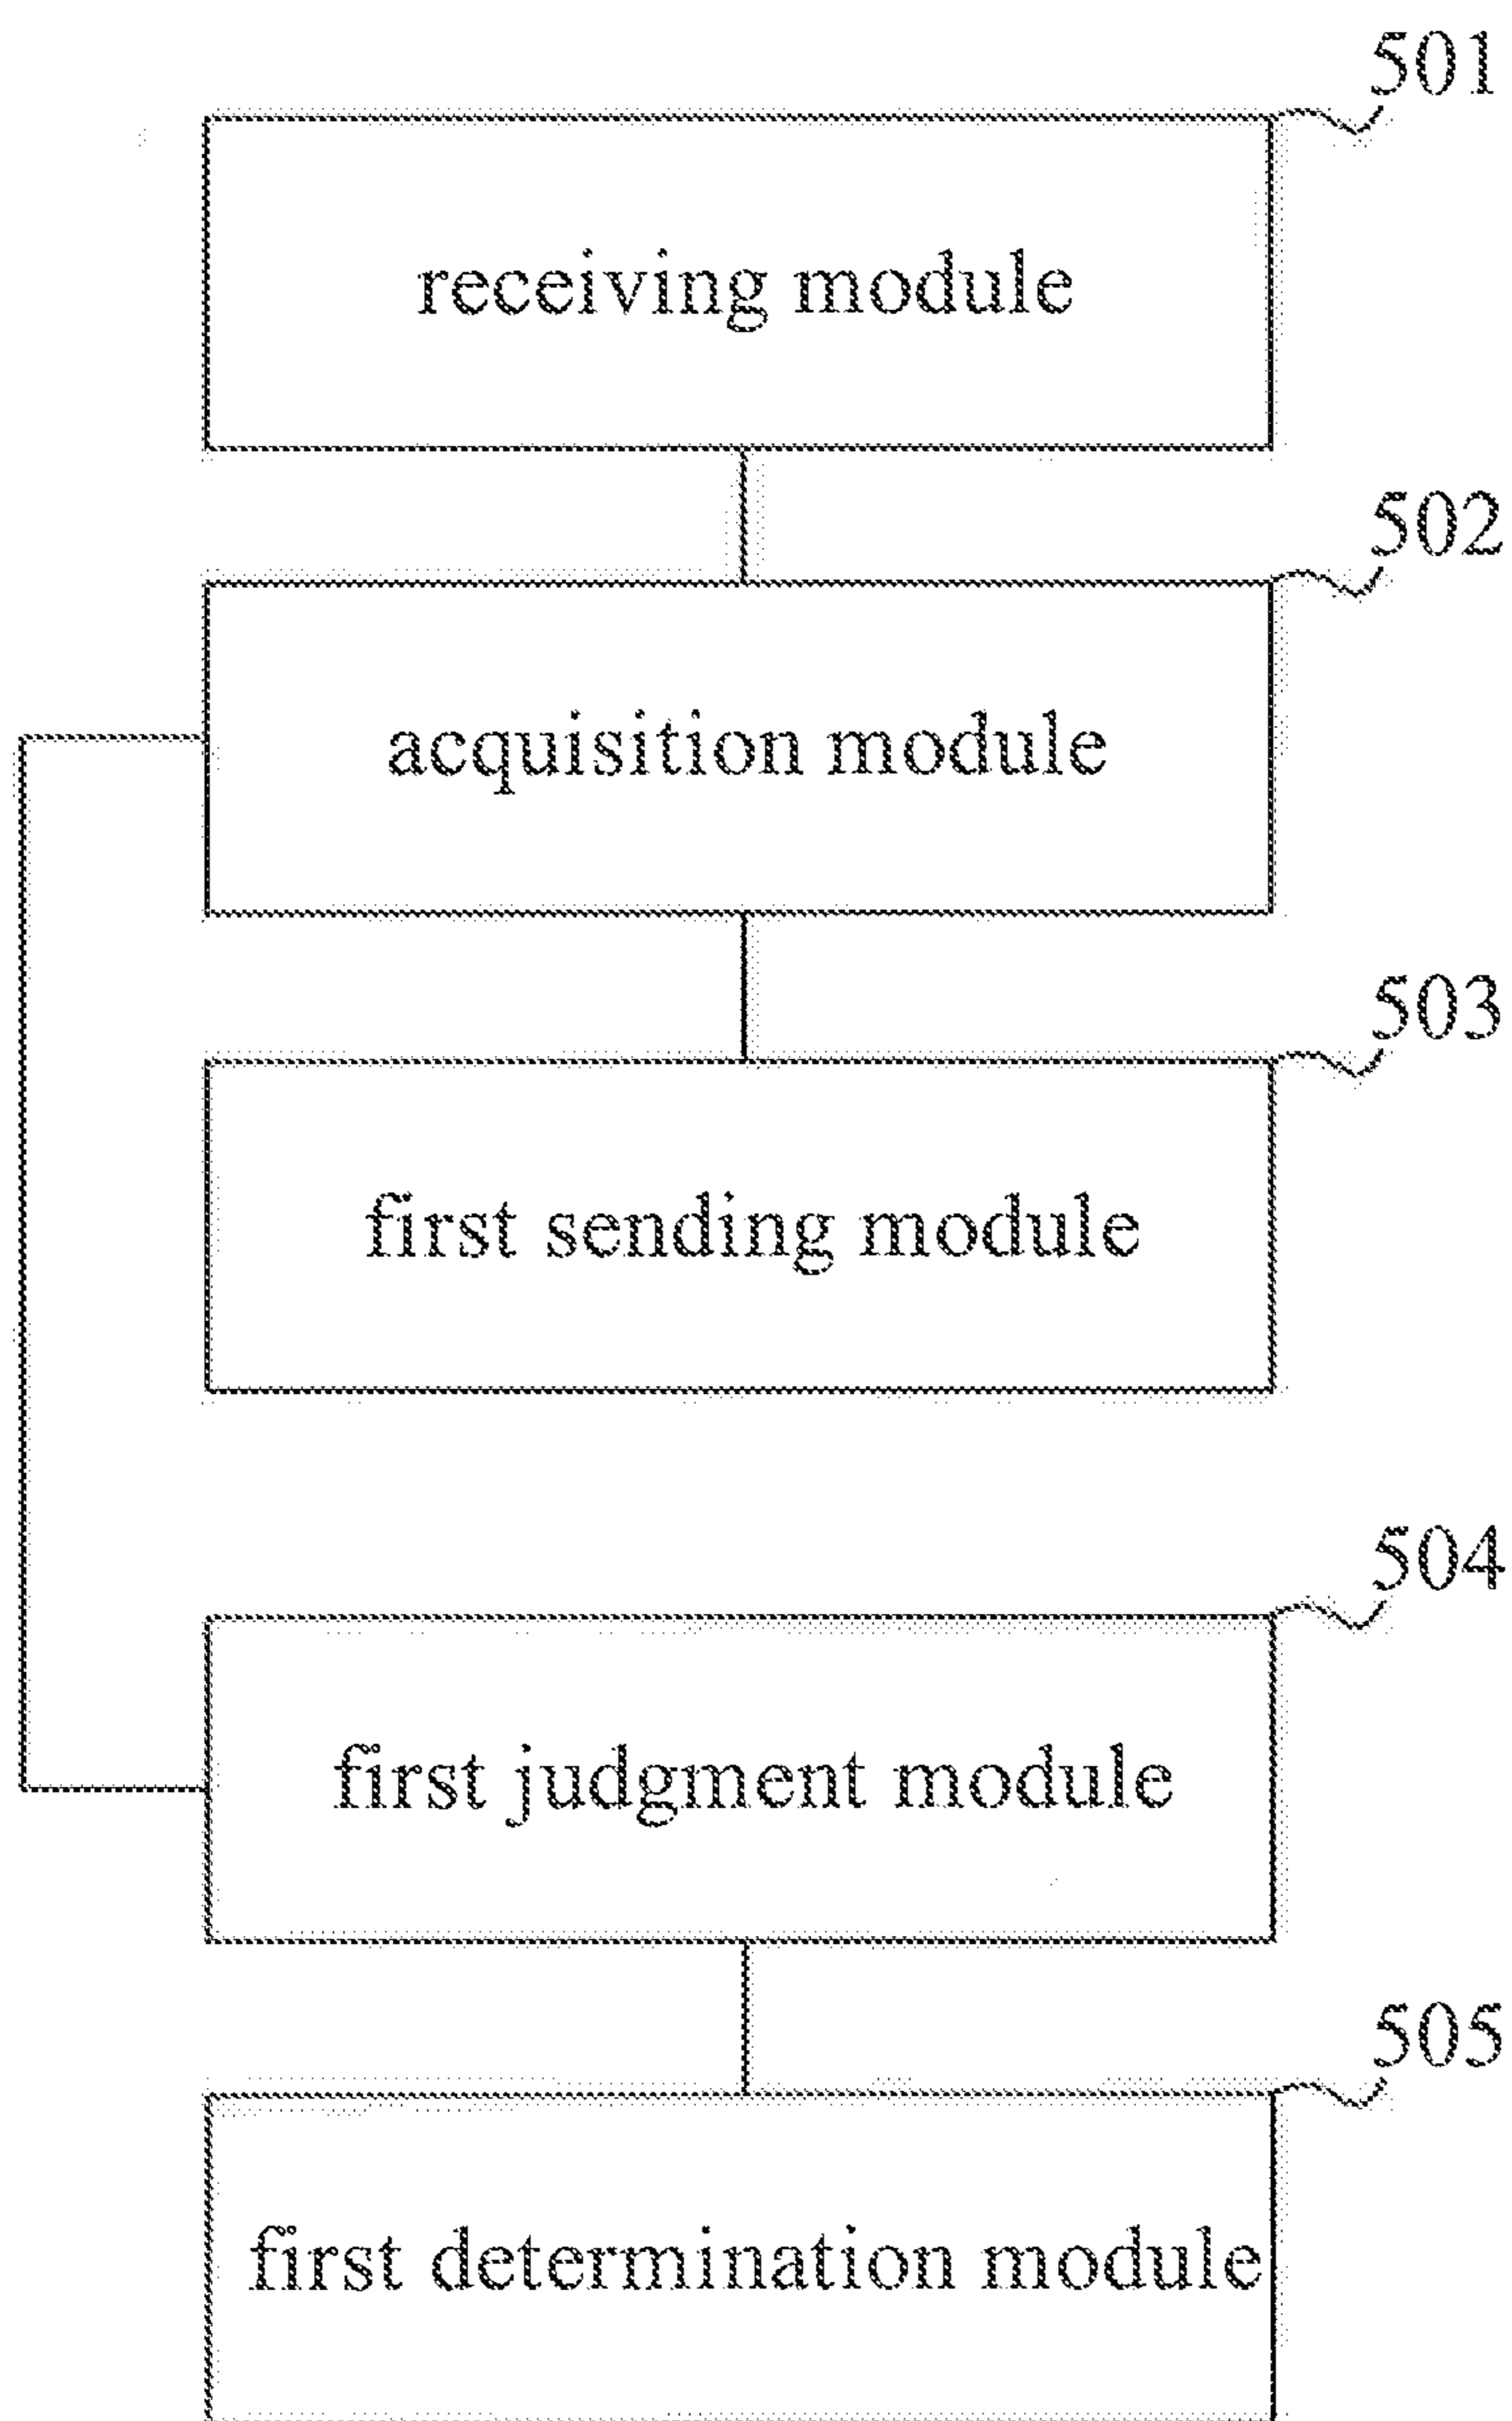 501
receiving module
502
acquisition module
503
first sending module
504
first judgment module
505
first determination module